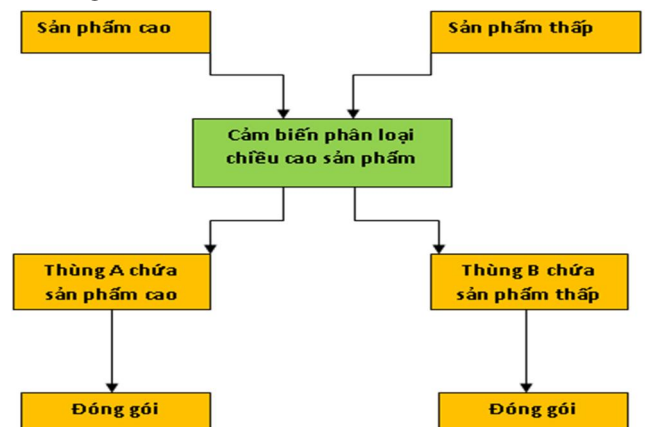 Sản phẩm cao
Sản phẩm thấp
Cảm biến phân loại
chiều cao sản phẩm
Thùng A chứa
sản phẩm cao
Thùng B chứa
sản phẩm thấp
Đóng gói
Đóng gói